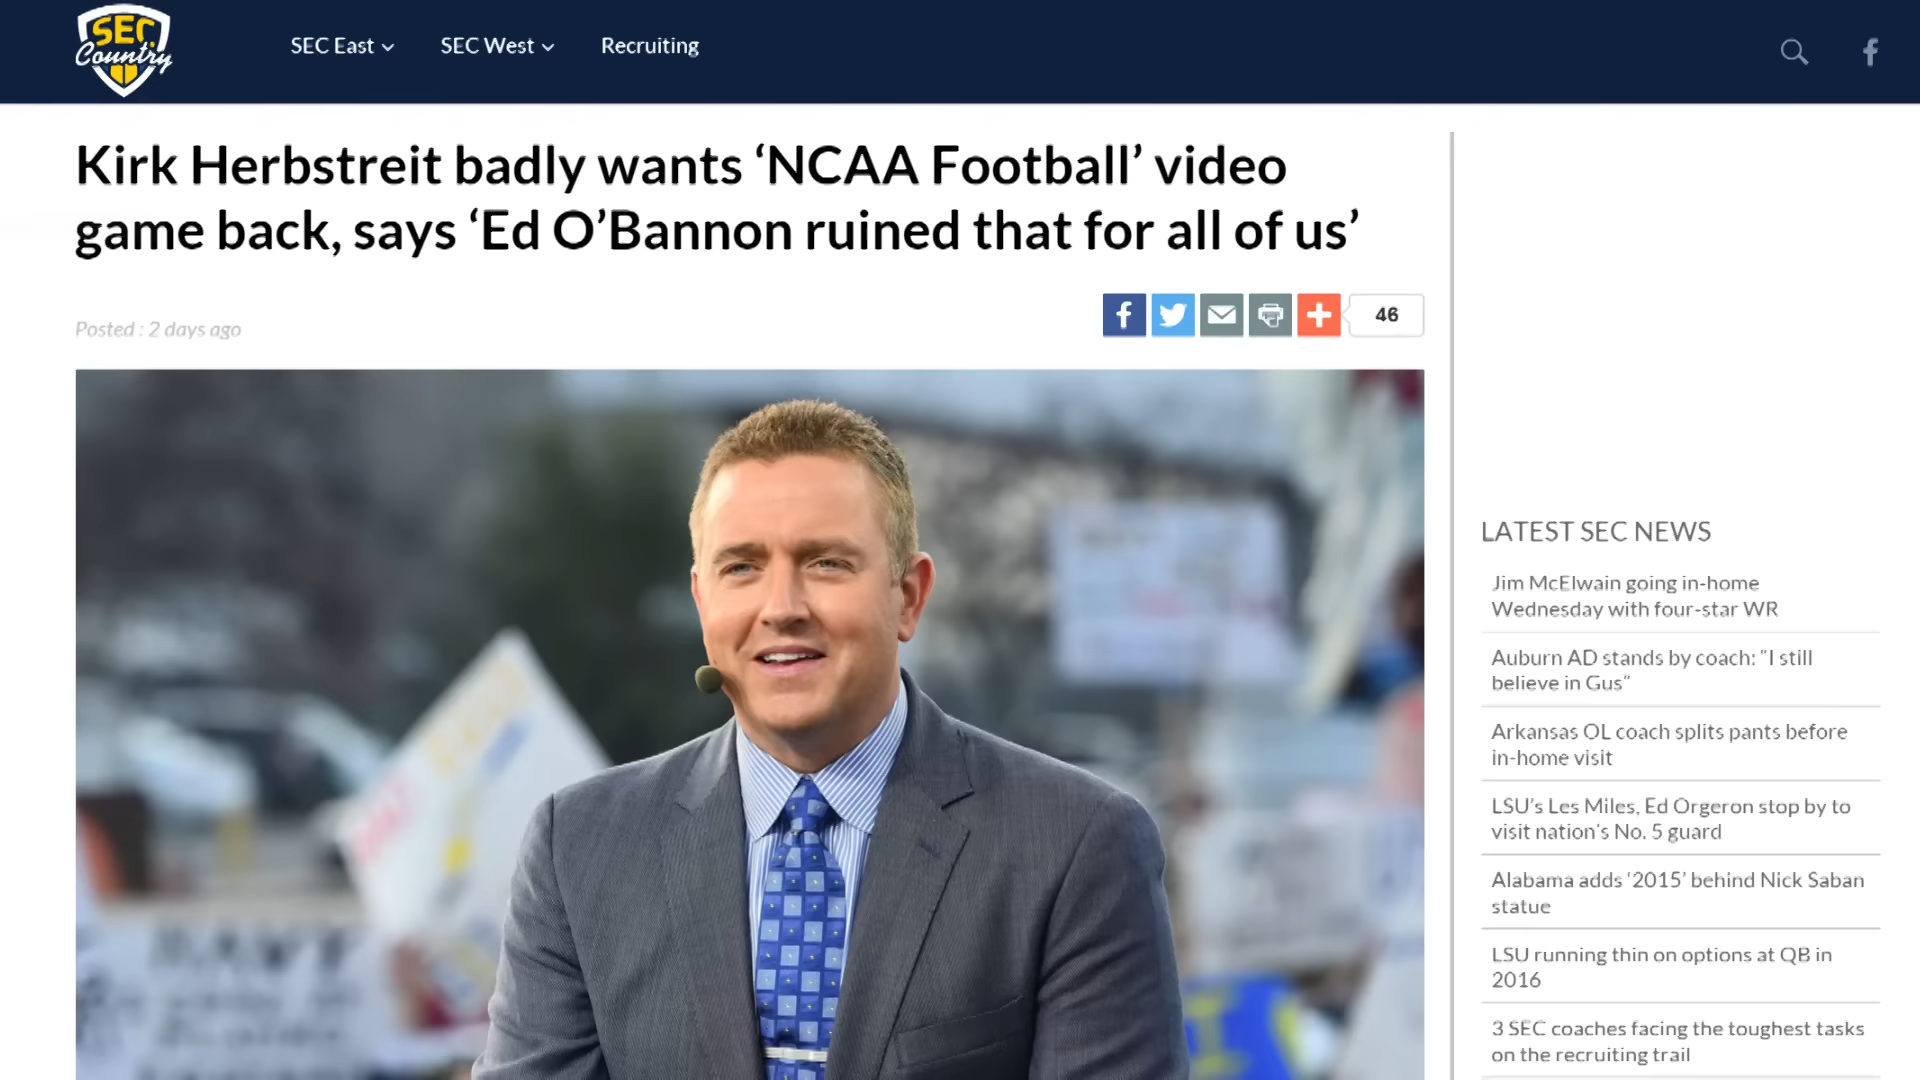 SEC
Country
SEC East
SEC West
Recruiting
Kirk Herbstreit badly wants ‘NCAA Football’ video
game back, says ‘Ed O’Bannon ruined that for all of us’
Posted : 2 days ago
46
LATEST SEC NEWS
Jim McElwain going in-home
Wednesday with four-star WR
Auburn AD stands by coach: “I still
believe in Gus”
Arkansas OL coach splits pants before
in-home visit
LSU’s Les Miles, Ed Orgeron stop by to
visit nation’s No. 5 guard
Alabama adds ‘2015’ behind Nick Saban
statue
LSU running thin on options at QB in
2016
3 SEC coaches facing the toughest tasks
on the recruiting trail